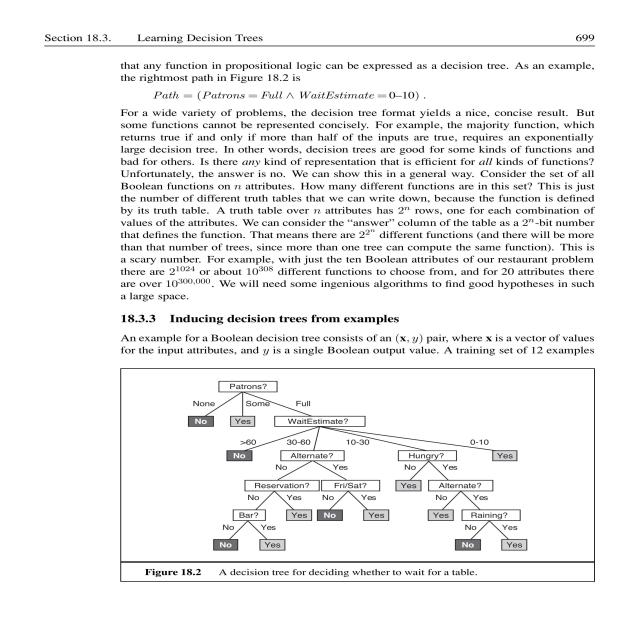 Section 18.3. Learning Decision Trees 699
that any function in propositional logic can be expressed as a decision tree. As an example,
the rightmost path in Figure 18.2 is
Path = (Patrons = Full ∧ WaitEstimate = 0–10) .
For a wide variety of problems, the decision tree format yields a nice, concise result. But
some functions cannot be represented concisely. For example, the majority function, which
returns true if and only if more than half of the inputs are true, requires an exponentially
large decision tree. In other words, decision trees are good for some kinds of functions and
bad for others. Is there any kind of representation that is efficient for all kinds of functions?
Unfortunately, the answer is no. We can show this in a general way. Consider the set of all
Boolean functions on n attributes. How many different functions are in this set? This is just
the number of different truth tables that we can write down, because the function is defined
by its truth table. A truth table over n attributes has 2^n rows, one for each combination of
values of the attributes. We can consider the “answer” column of the table as a 2^n-bit number
that defines the function. That means there are 2^{2^n} different functions (and there will be more
than that number of trees, since more than one tree can compute the same function). This is
a scary number. For example, with just the ten Boolean attributes of our restaurant problem
there are 2^1024 or about 10^308 different functions to choose from, and for 20 attributes there
are over 10^300,000. We will need some ingenious algorithms to find good hypotheses in such
a large space.
18.3.3 Inducing decision trees from examples
An example for a Boolean decision tree consists of an (x, y) pair, where x is a vector of values
for the input attributes, and y is a single Boolean output value. A training set of 12 examples
Patrons?
None Some Full
No Yes WaitEstimate?
>60 30-60 10-30 0-10
No Alternate? Hungry? Yes
No Yes No Yes
Reservation? Fri/Sat? Yes Alternate?
No Yes No Yes No Yes
Bar? Yes No Yes Yes Raining?
No Yes No Yes
No Yes No Yes
Figure 18.2 A decision tree for deciding whether to wait for a table.